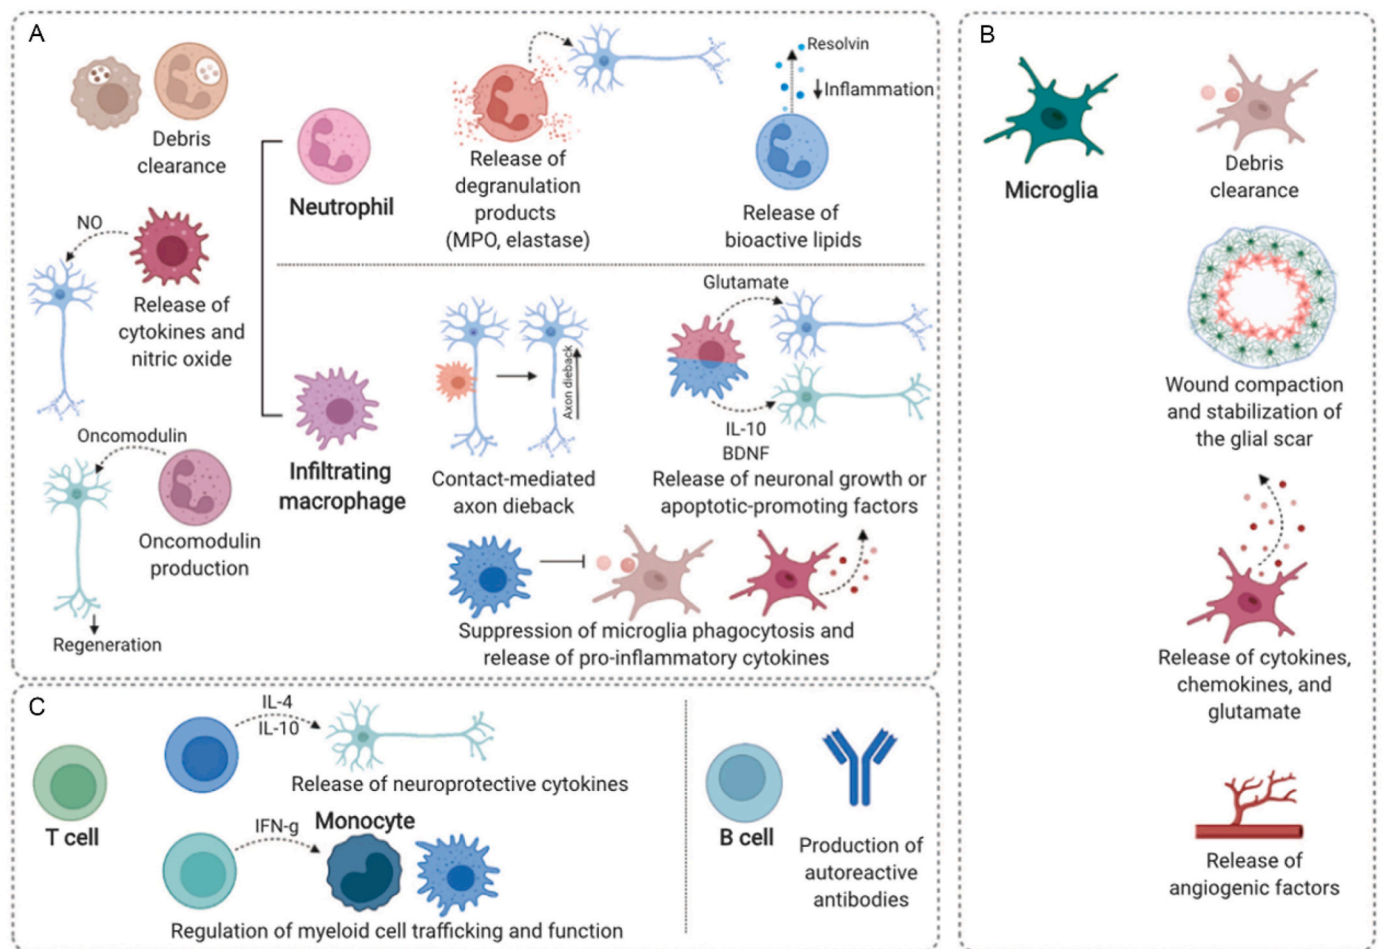 A
Debris
clearance
NO
Release of
cytokines and
nitric oxide
Oncomodulin
Oncomodulin
production
Regeneration
Neutrophil
Infiltrating
macrophage
Release of
degranulation
products
(MPO, elastase)
Resolvin
Inflammation
Release of
bioactive lipids
Axon dieback
Contact-mediated
axon dieback
Glutamate
IL-10
BDNF
Release of neuronal growth or
apoptotic-promoting factors
Suppression of microglia phagocytosis and
release of pro-inflammatory cytokines
B
Microglia
Debris
clearance
Wound compaction
and stabilization of
the glial scar
Release of cytokines,
chemokines, and
glutamate
Release of
angiogenic factors
C
T cell
IL-4
IL-10
Release of neuroprotective cytokines
IFN-g
Monocyte
Regulation of myeloid cell trafficking and function
B cell
Production of
autoreactive
antibodies